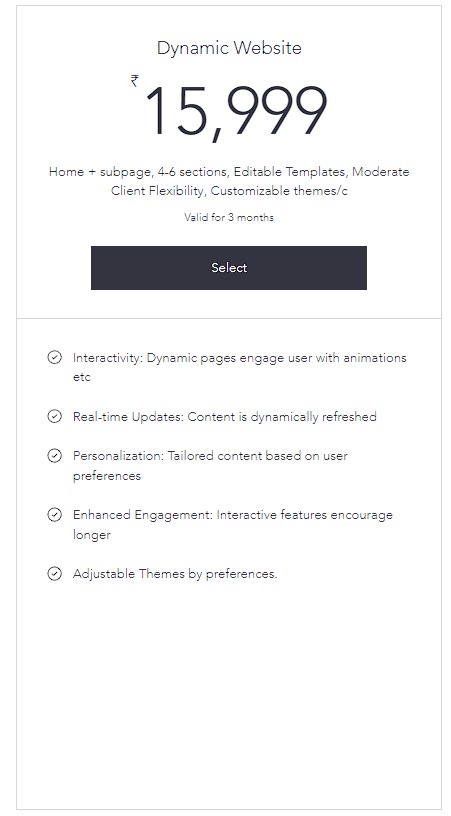 Dynamic Website
₹
15,999
Home + subpage, 4-6 sections, Editable Templates, Moderate
Client Flexibility, Customizable themes/c
Valid for 3 months
Select
Interactivity: Dynamic pages engage user with animations
etc
Real-time Updates: Content is dynamically refreshed
Personalization: Tailored content based on user
preferences
Enhanced Engagement: Interactive features encourage
longer
Adjustable Themes by preferences.